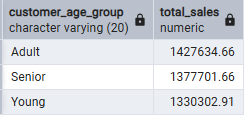 customer_age_group total_sales
character varying (20) numeric
Adult 1427634.66
Senior 1377701.66
Young 1330302.91